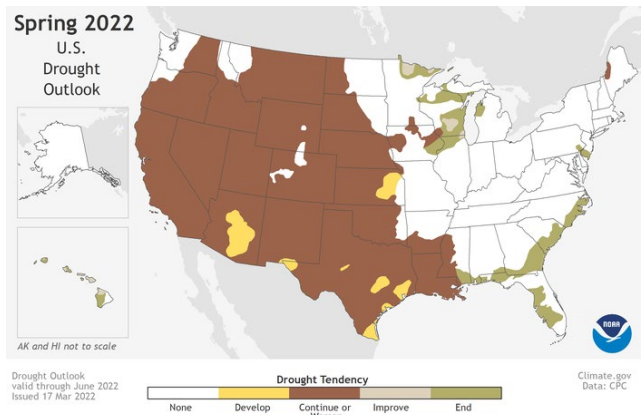 Spring 2022
U.S.
Drought
Outlook
AK and HI not to scale
NOAA
Drought Outlook
valid through June 2022
Issued 17 Mar 2022
Climate.gov
Data: CPC
Drought Tendency
None
Develop
Continue or
Improve
End